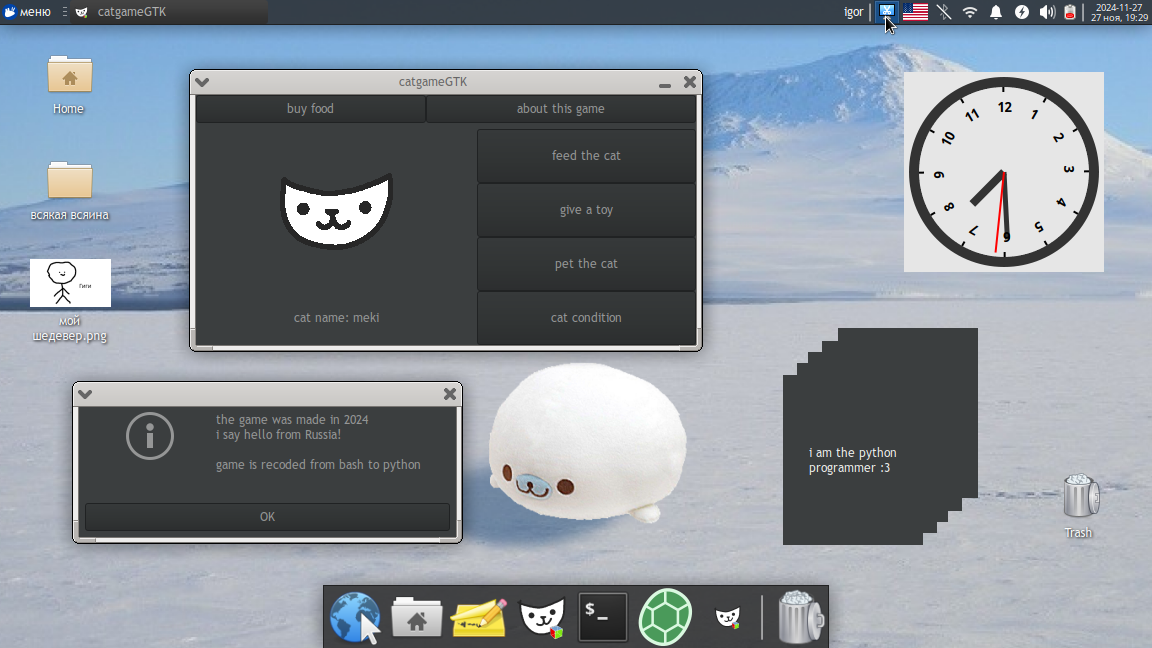 меню
catgameGTK
igor
2024-11-27
27 ноя, 19:29
Home
всякая всяина
Гиги
мой
шедевер.png
catgameGTK
buy food
about this game
feed the cat
give a toy
pet the cat
cat name: meki
cat condition
12
1
2
3
4
5
6
7
8
9
10
11
the game was made in 2024
i say hello from Russia!
game is recoded from bash to python
OK
i am the python
programmer :3
Trash
$_